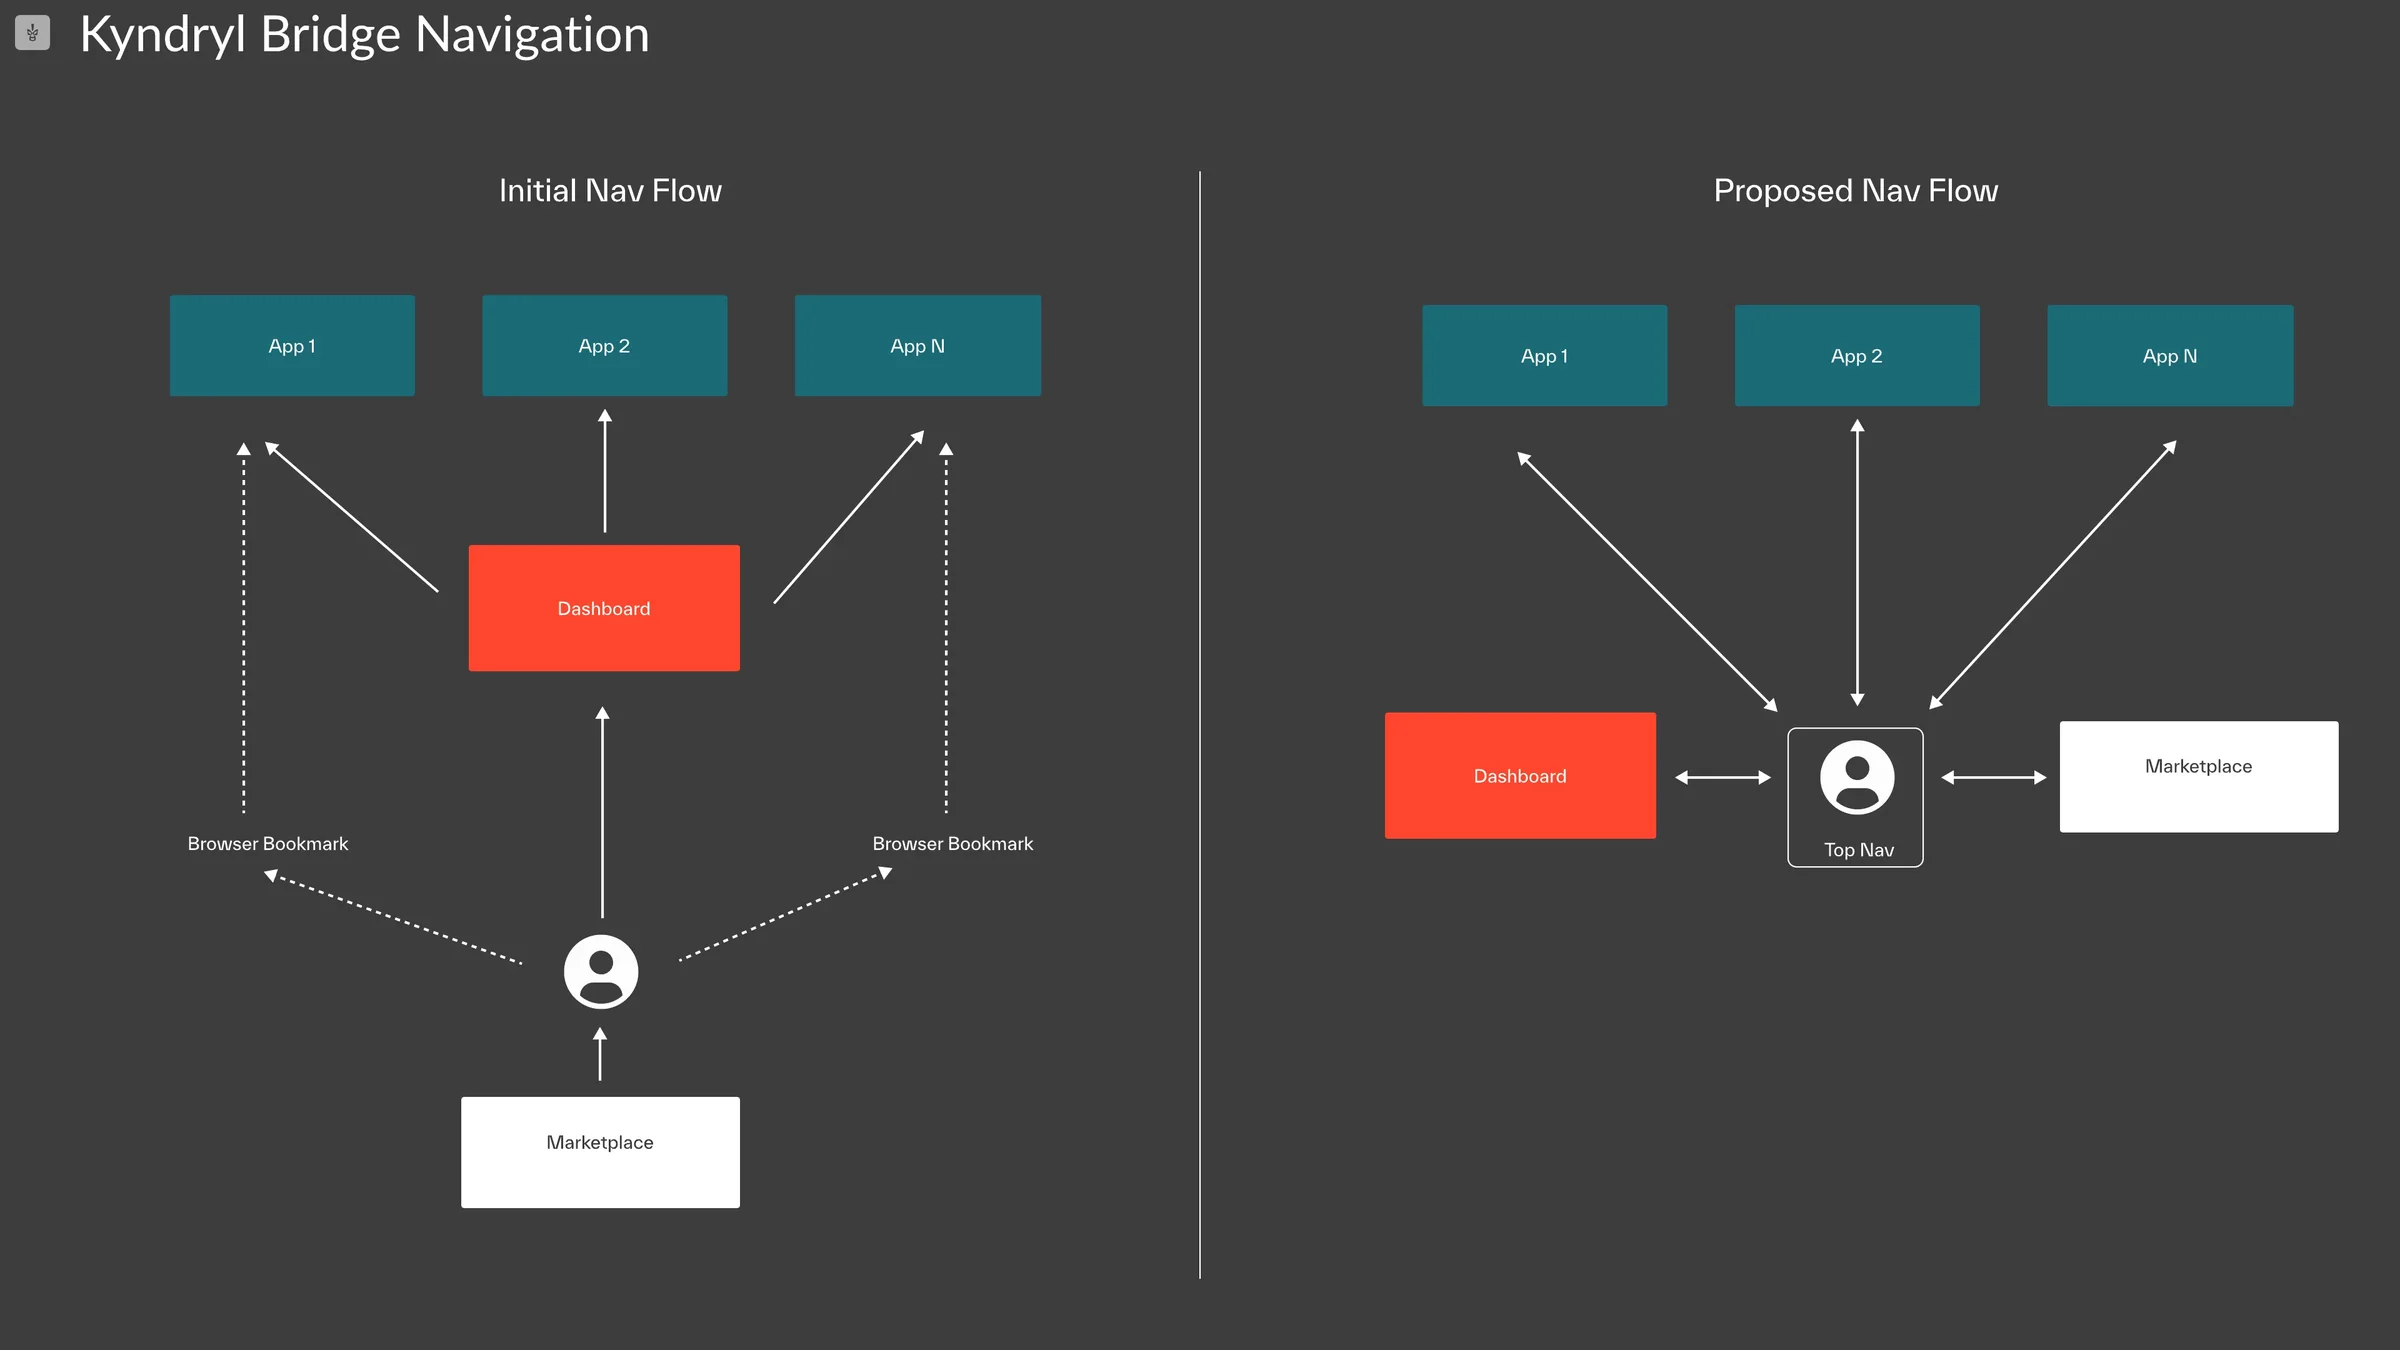 Kyndryl Bridge Navigation
Initial Nav Flow
App 1
App 2
App N
Dashboard
Browser Bookmark
Browser Bookmark
Marketplace
Proposed Nav Flow
App 1
App 2
App N
Dashboard
Top Nav
Marketplace